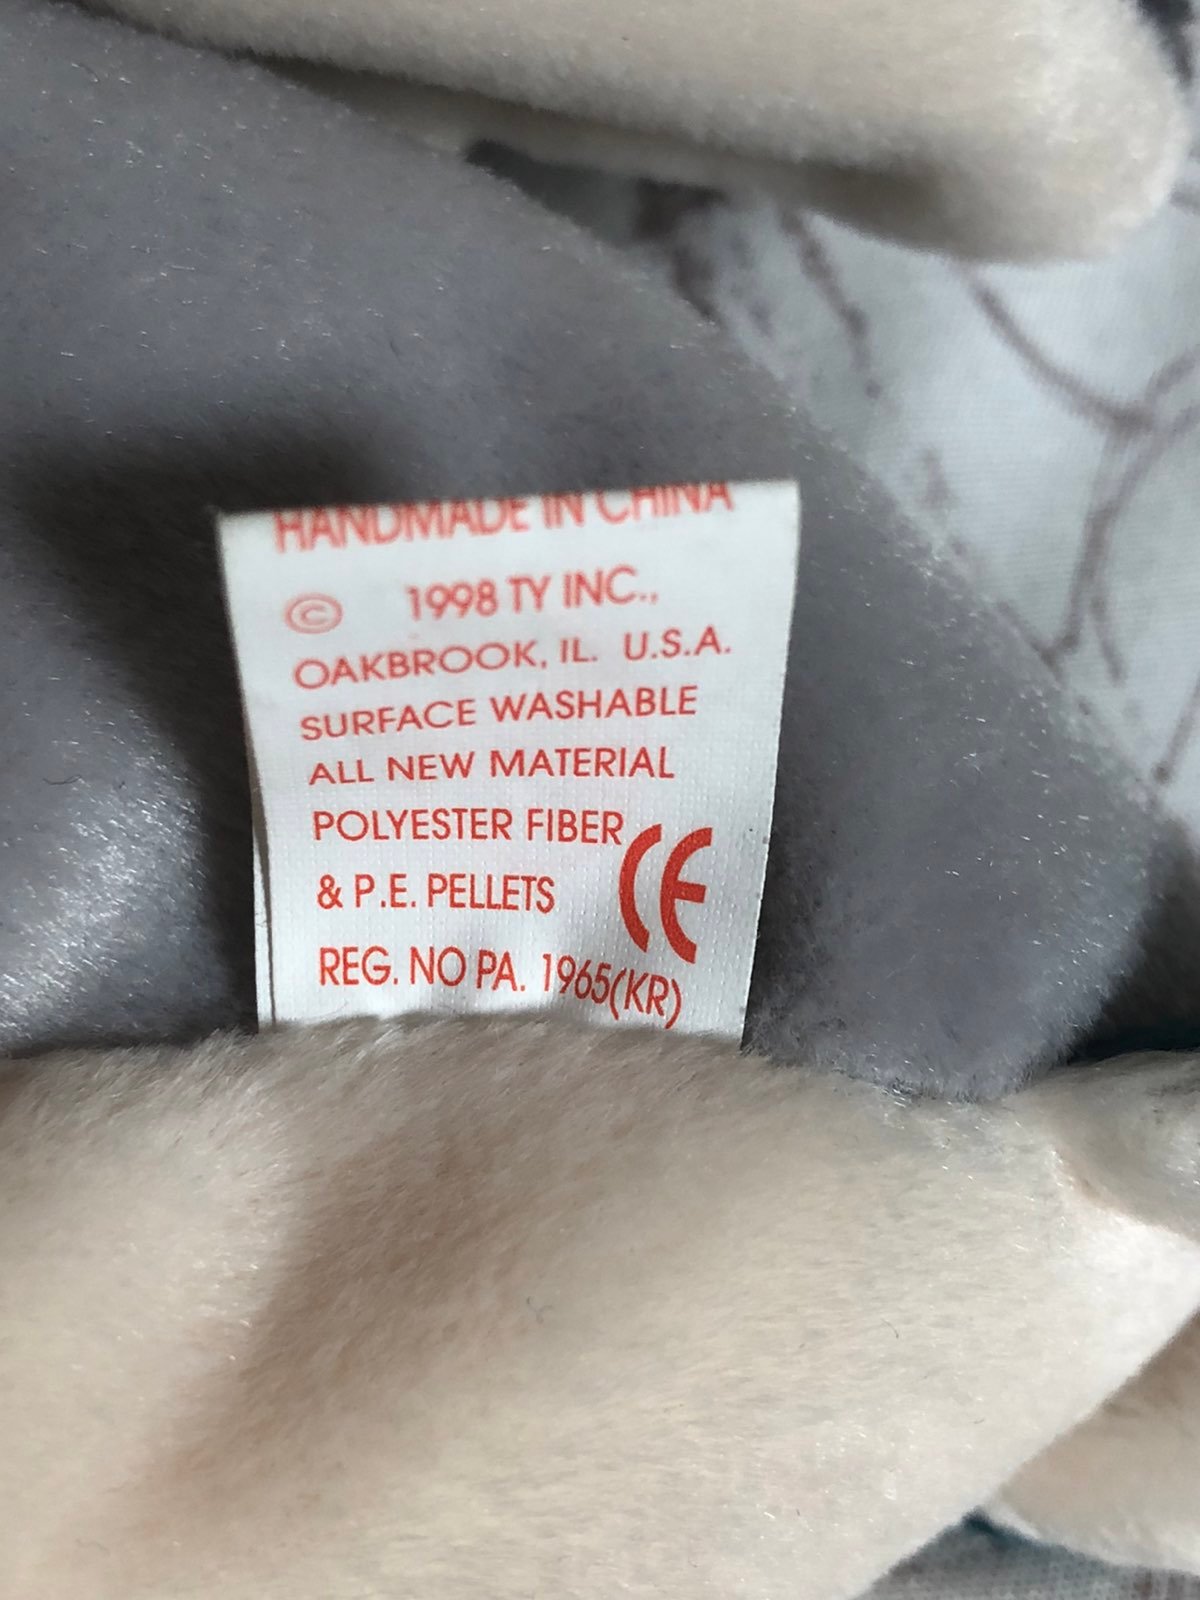 HANDMADE IN CHINA
© 1998 TY INC.,
OAKBROOK, IL. U.S.A.
SURFACE WASHABLE
ALL NEW MATERIAL
POLYESTER FIBER
& P.E. PELLETS
CE
REG. NO PA. 1965(KR)